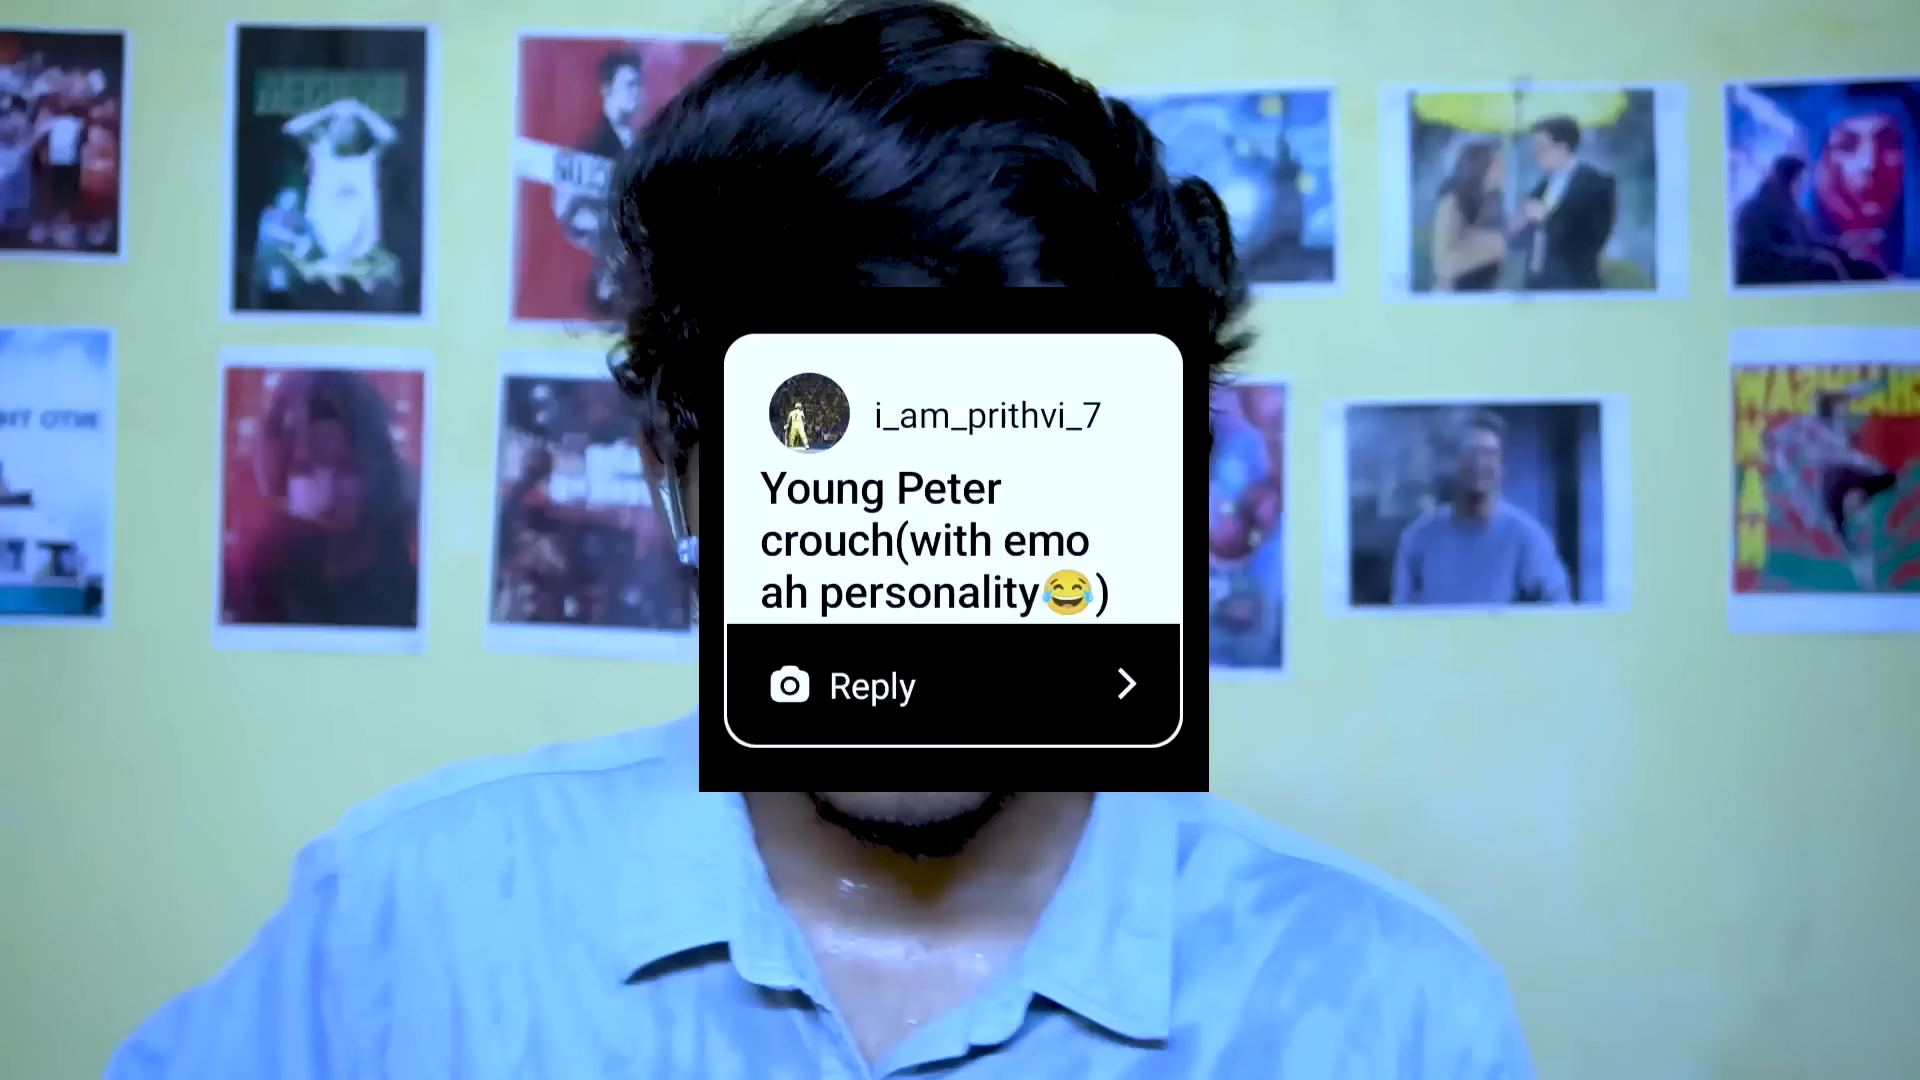 i_am_prithvi_7
Young Peter
crouch(with emo
ah personality😂)
Reply